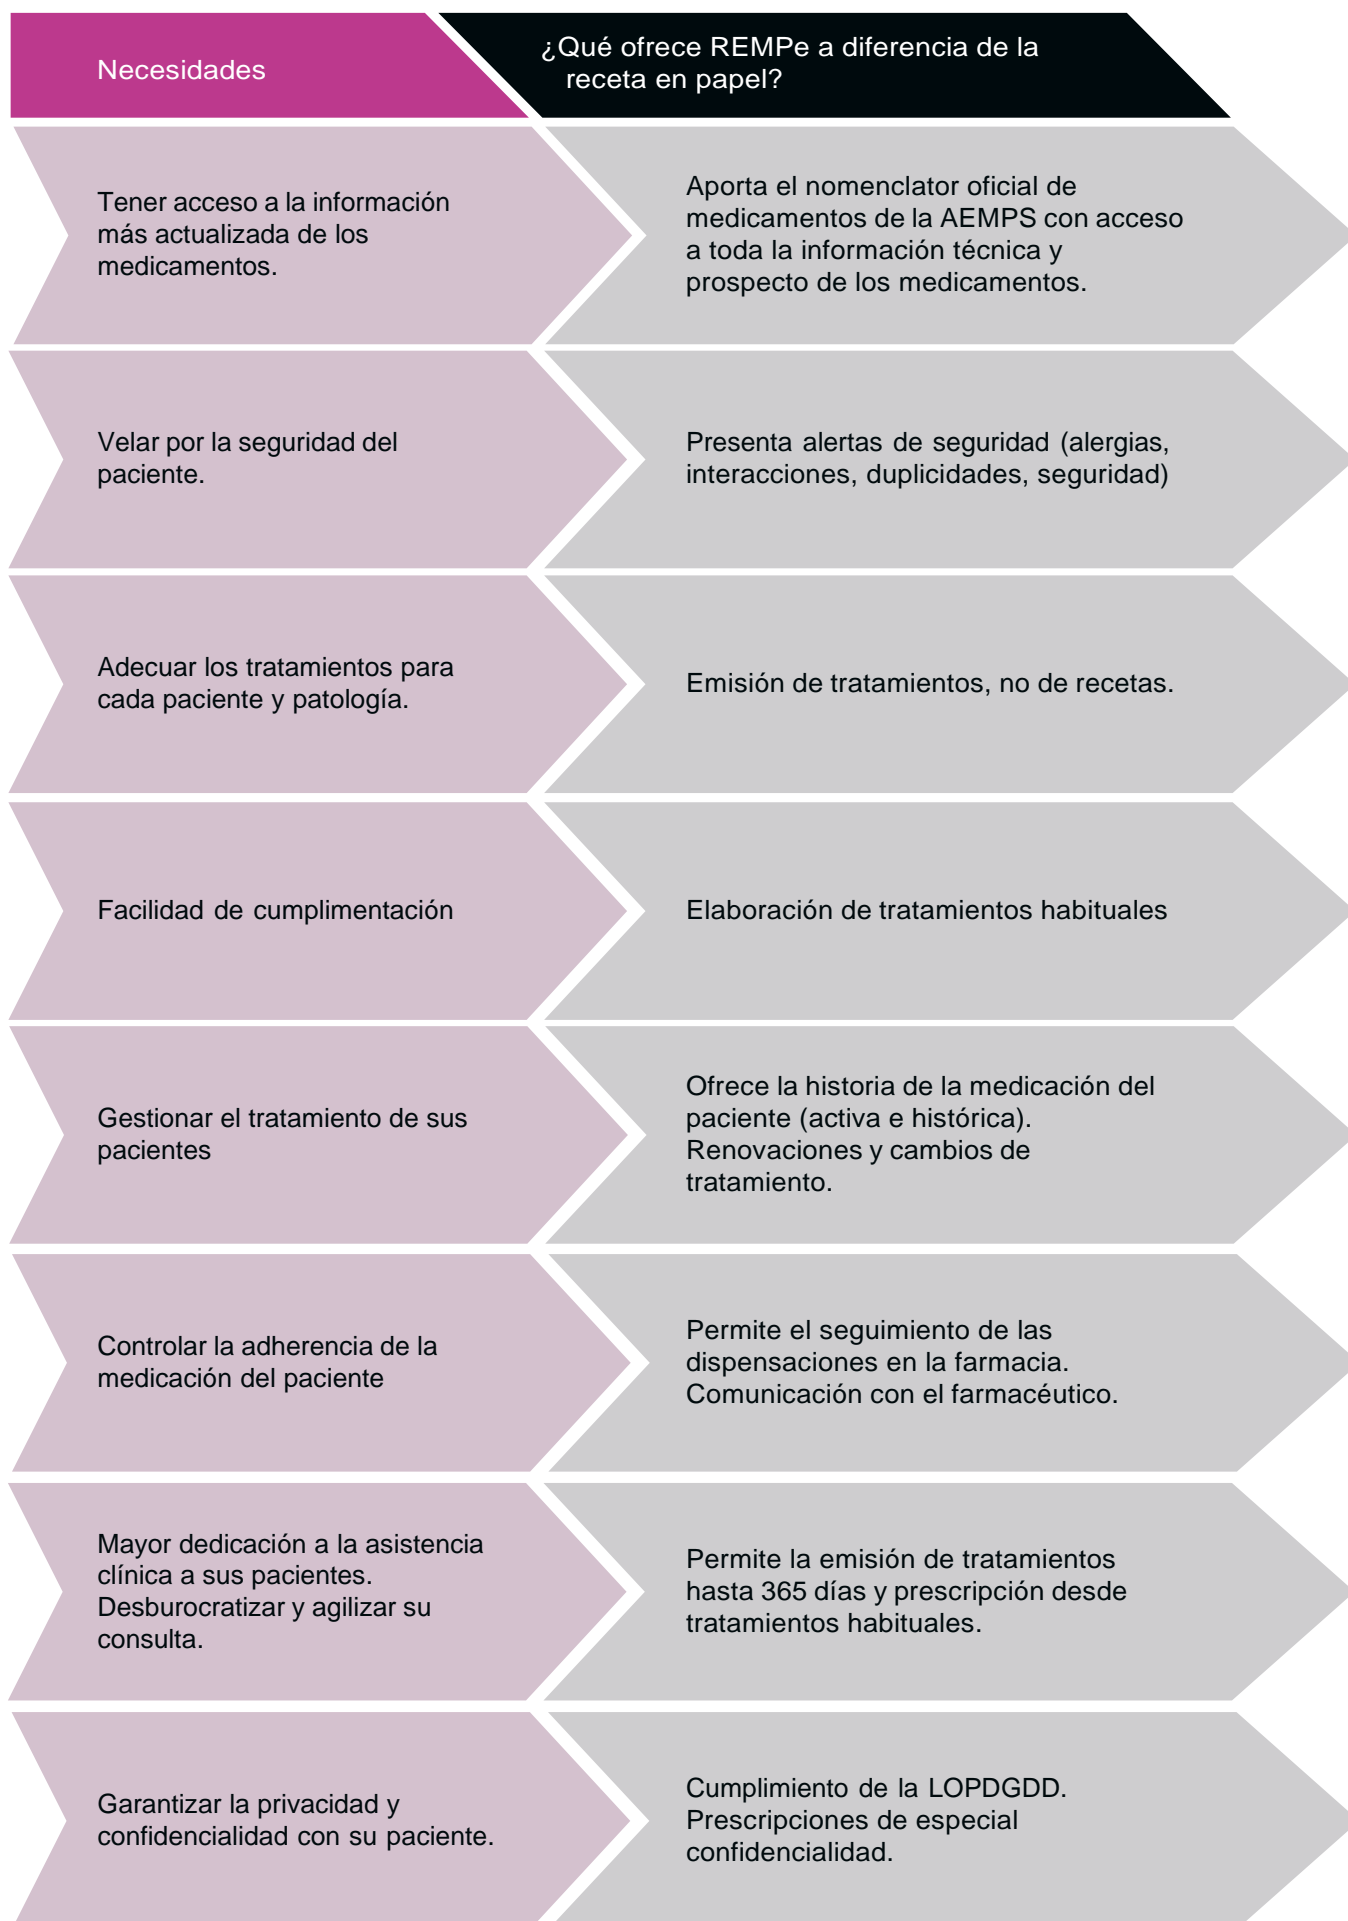 Necesidades
¿Qué ofrece REMPe a diferencia de la
receta en papel?
Tener acceso a la información
más actualizada de los
medicamentos.
Aporta el nomenclator oficial de
medicamentos de la AEMPS con acceso
a toda la información técnica y
prospecto de los medicamentos.
Velar por la seguridad del
paciente.
Presenta alertas de seguridad (alergias,
interacciones, duplicidades, seguridad)
Adecuar los tratamientos para
cada paciente y patología.
Emisión de tratamientos, no de recetas.
Facilidad de cumplimentación
Elaboración de tratamientos habituales
Gestionar el tratamiento de sus
pacientes
Ofrece la historia de la medicación del
paciente (activa e histórica).
Renovaciones y cambios de
tratamiento.
Controlar la adherencia de la
medicación del paciente
Permite el seguimiento de las
dispensaciones en la farmacia.
Comunicación con el farmacéutico.
Mayor dedicación a la asistencia
clínica a sus pacientes.
Desburocratizar y agilizar su
consulta.
Permite la emisión de tratamientos
hasta 365 días y prescripción desde
tratamientos habituales.
Garantizar la privacidad y
confidencialidad con su paciente.
Cumplimiento de la LOPDGDD.
Prescripciones de especial
confidencialidad.